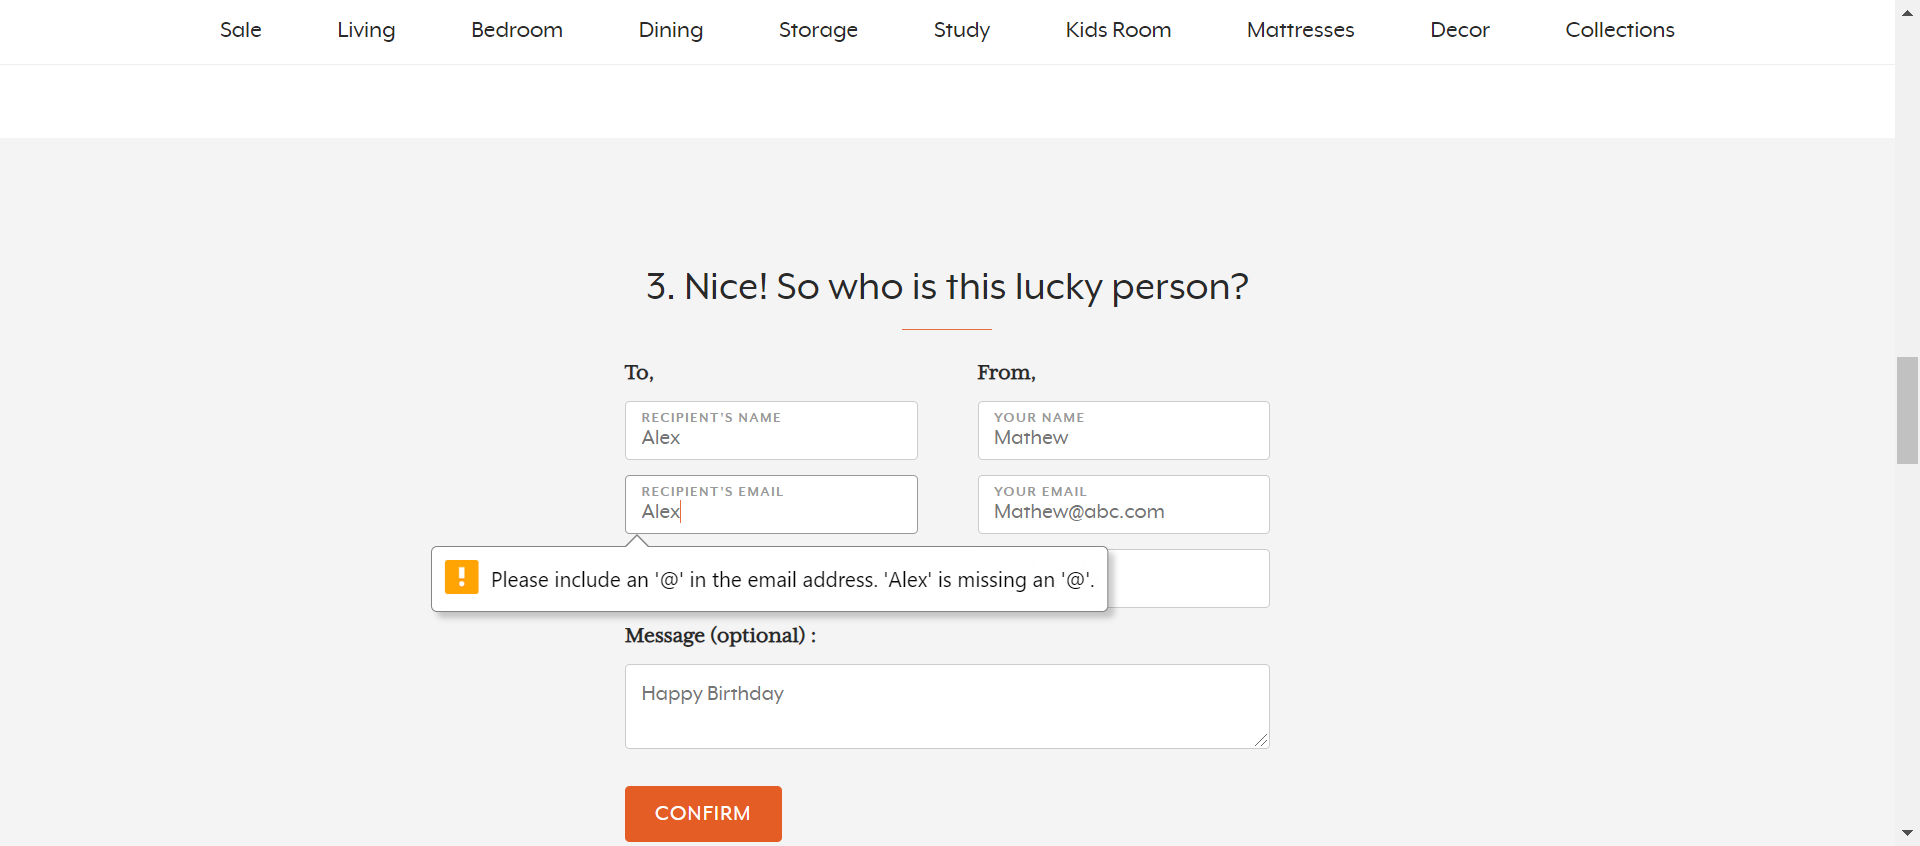 Sale Living Bedroom Dining Storage Study Kids Room Mattresses Decor Collections
3. Nice! So who is this lucky person?
To,
From,
RECIPIENT'S NAME
Alex
YOUR NAME
Mathew
RECIPIENT'S EMAIL
Alex
YOUR EMAIL
Mathew@abc.com
Please include an '@' in the email address. 'Alex' is missing an '@'.
Message (optional) :
Happy Birthday
CONFIRM